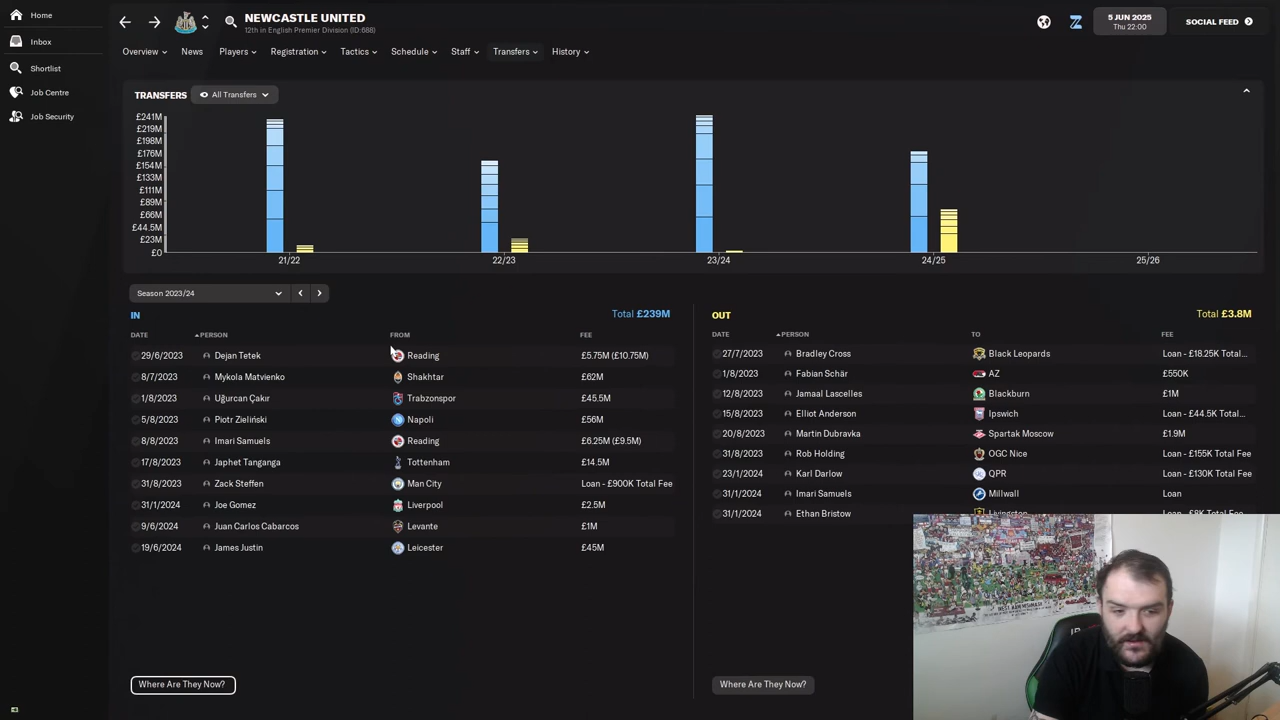 Home
Inbox
Shortlist
Job Centre
Job Security
NEWCASTLE UNITED
12th in English Premier Division (ID:688)
5 JUN 2025
Thu 22:00
SOCIAL FEED
Overview
News
Players
Registration
Tactics
Schedule
Staff
Transfers
History
TRANSFERS
All Transfers
£241M
£219M
£198M
£176M
£154M
£133M
£111M
£89M
£66M
£44.5M
£23M
£0
21/22
22/23
23/24
24/25
25/26
Season 2023/24
IN
Total £239M
DATE PERSON FROM FEE
29/6/2023 Dejan Tetek Reading £5.75M (£10.75M)
8/7/2023 Mykola Matvienko Shakhtar £62M
1/8/2023 Uğurcan Çakır Trabzonspor £45.5M
5/8/2023 Piotr Zieliński Napoli £56M
8/8/2023 Imari Samuels Reading £6.25M (£9.5M)
17/8/2023 Japhet Tanganga Tottenham £14.5M
31/8/2023 Zack Steffen Man City Loan - £900K Total Fee
31/1/2024 Joe Gomez Liverpool £2.5M
9/6/2024 Juan Carlos Cabarcos Levante £1M
19/6/2024 James Justin Leicester £45M
Where Are They Now?
OUT
Total £3.8M
DATE PERSON TO FEE
27/7/2023 Bradley Cross Black Leopards Loan - £18.25K Total...
1/8/2023 Fabian Schär AZ £550K
12/8/2023 Jamaal Lascelles Blackburn £1M
15/8/2023 Elliot Anderson Ipswich Loan - £44.5K Total...
20/8/2023 Martin Dubravka Spartak Moscow £1.9M
31/8/2023 Rob Holding OGC Nice Loan - £155K Total Fee
23/1/2024 Karl Darlow QPR Loan - £130K Total Fee
31/1/2024 Imari Samuels Millwall Loan
31/1/2024 Ethan Bristow Livingston Loan - £8K Total Fee
Where Are They Now?